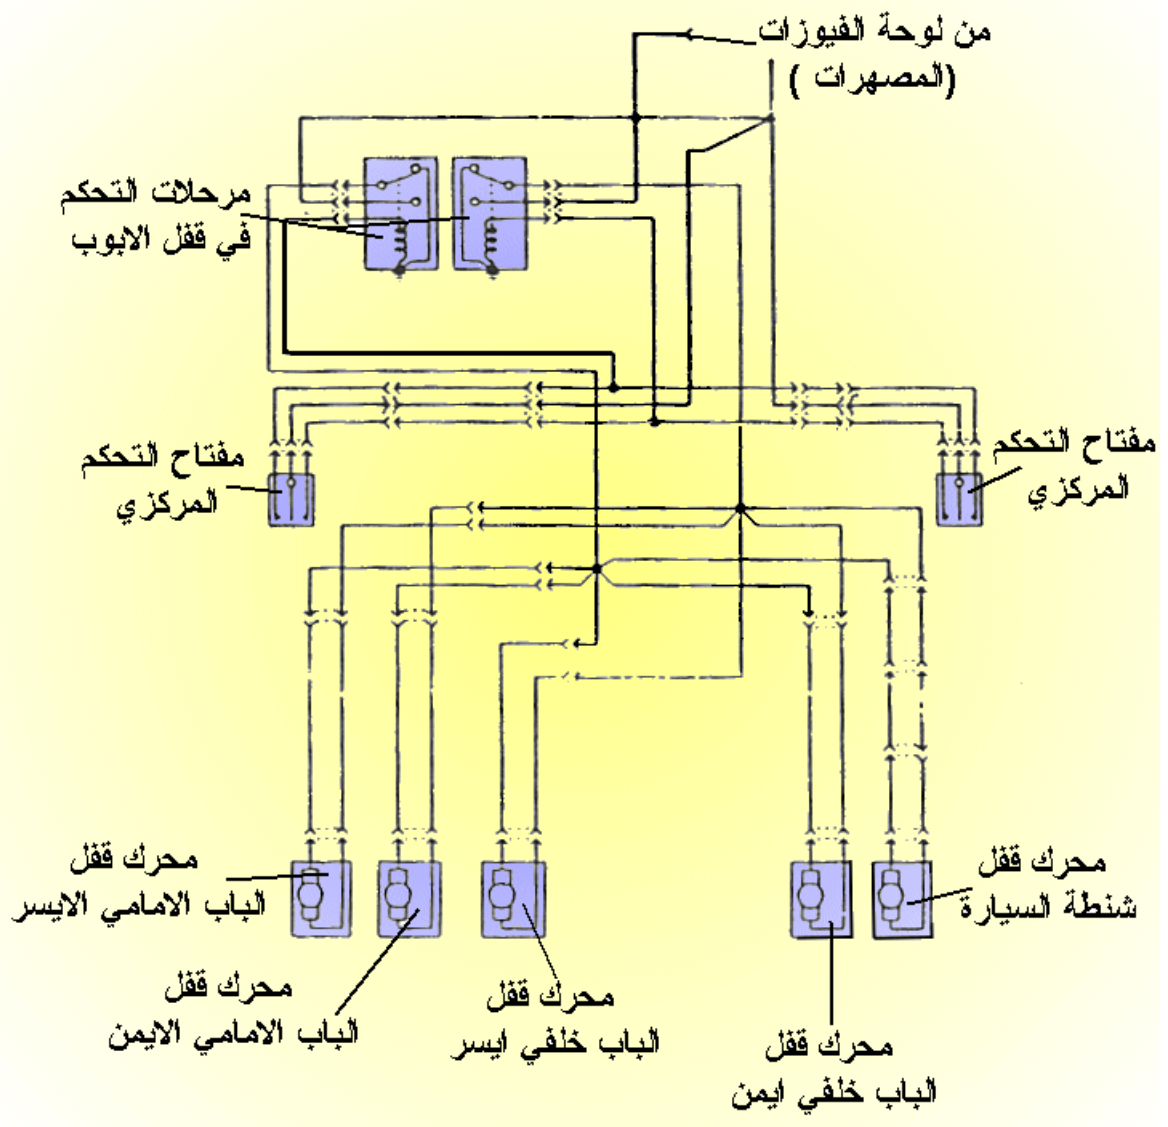 من لوحة الفيوزات
(المصهرات )
مرحلات التحكم
في قفل الابوب
مفتاح التحكم
المركزي
مفتاح التحكم
المركزي
محرك قفل
الباب الامامي الايسر
محرك قفل
الباب الامامي الايمن
محرك قفل
الباب خلفي ايسر
محرك قفل
الباب خلفي ايمن
محرك قفل
شنطة السيارة